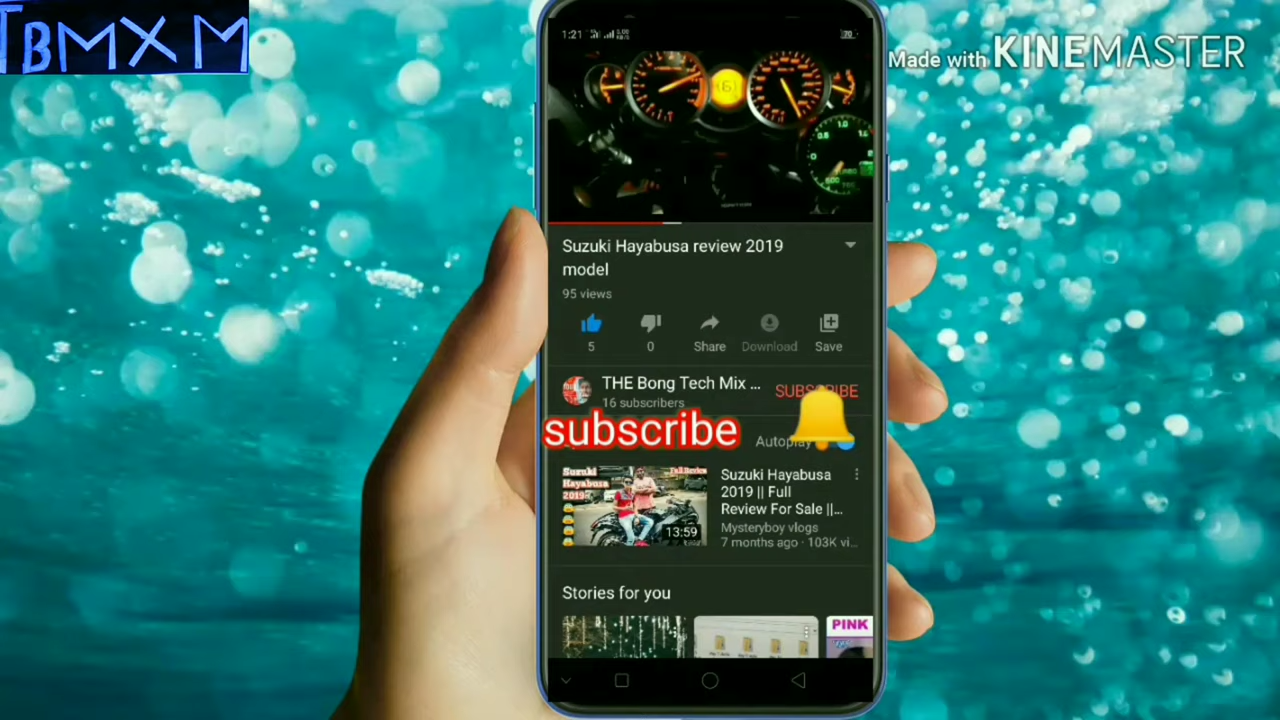 TBMXM
Made with KINEMASTER
1:21
Suzuki Hayabusa review 2019
model
95 views
5
0
Share
Download
Save
THE Bong Tech Mix ...
SUBSCRIBE
16 subscribers
subscribe
Autoplay
Suzuki
Hayabusa
2019
Full Review
13:59
Suzuki Hayabusa
2019 || Full
Review For Sale ||...
Mysteryboy vlogs
7 months ago · 103K vi...
Stories for you
PINK